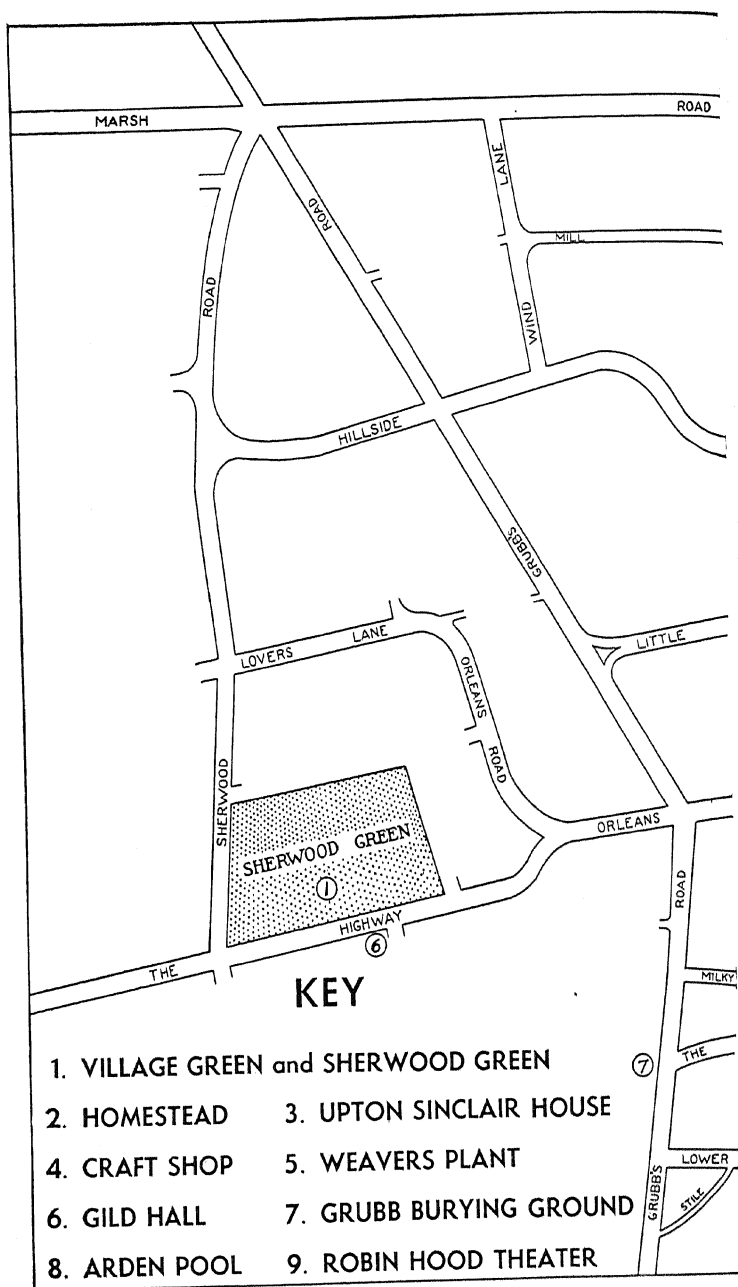 MARSH ROAD
ROAD
LANE
MILL
ROAD
WIND
HILLSIDE
GRUBB'S
LITTLE
LOVERS LANE
ORLEANS
ROAD
SHERWOOD
SHERWOOD GREEN
1
ORLEANS
ROAD
HIGHWAY
6
THE
MILKY
KEY
7
THE
1. VILLAGE GREEN and SHERWOOD GREEN
2. HOMESTEAD 3. UPTON SINCLAIR HOUSE
4. CRAFT SHOP 5. WEAVERS PLANT
LOWER
GRUBB'S
STILE
6. GILD HALL 7. GRUBB BURYING GROUND
8. ARDEN POOL 9. ROBIN HOOD THEATER